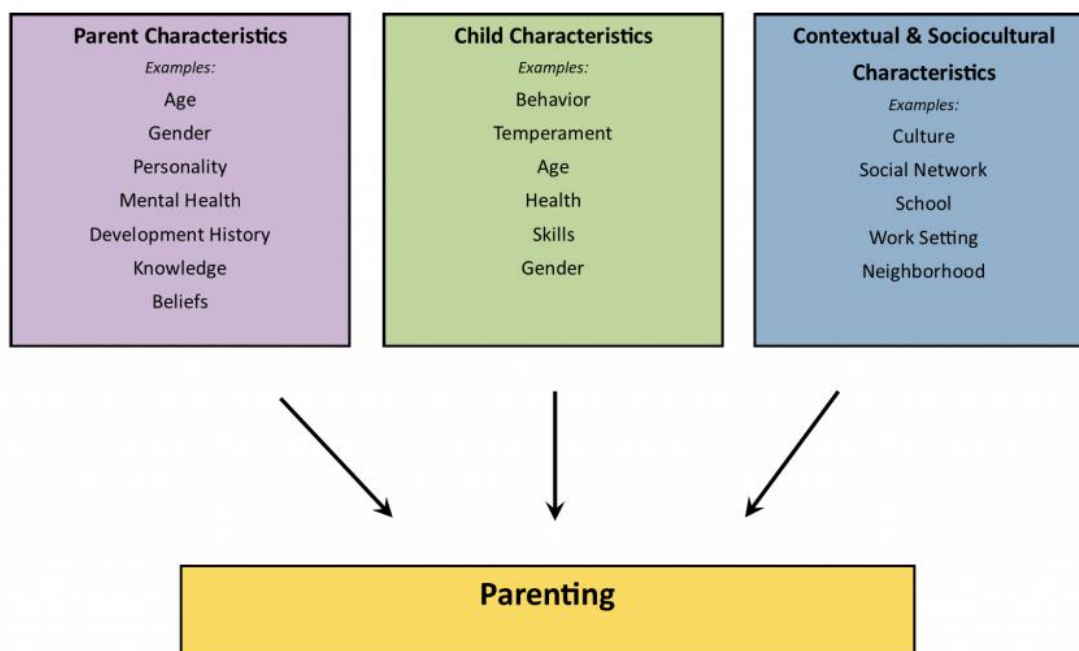 Parent Characteristics
Examples:
Age
Gender
Personality
Mental Health
Development History
Knowledge
Beliefs
Child Characteristics
Examples:
Behavior
Temperament
Age
Health
Skills
Gender
Contextual & Sociocultural
Characteristics
Examples:
Culture
Social Network
School
Work Setting
Neighborhood
Parenting